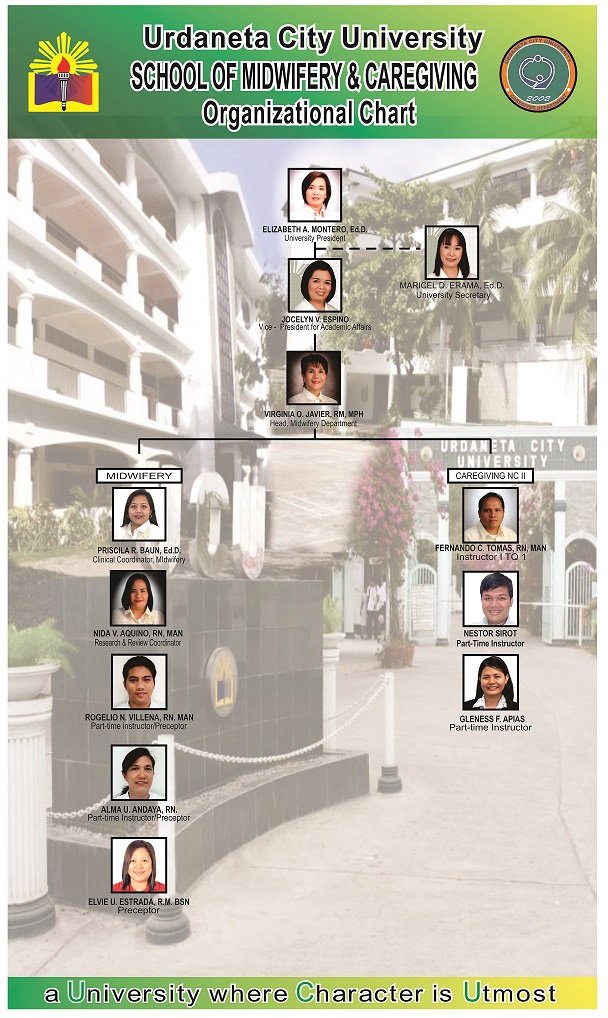 Urdaneta City University
SCHOOL OF MIDWIFERY & CAREGIVING
Organizational Chart
URDANETA CITY UNIVERSITY
2002
ELIZABETH A. MONTERO, Ed.D.
University President
MARICEL D. ERAMA, Ed.D.
University Secretary
JOCELYN V. ESPINO
Vice - President for Academic Affairs
VIRGINIA O. JAVIER, RM, MPH
Head, Midwifery Department
URDANETA CITY
UNIVERSITY
MIDWIFERY
PRISCILA R. BAUN, Ed.D.
Clinical Coordinator, MIdwifery
NIDA V. AQUINO, RN, MAN
Research & Review Coordinator
ROGELIO N. VILLENA, RN. MAN
Part-time instructor/Preceptor
ALMA U. ANDAYA, RN.
Part-time Instructor/Preceptor
ELVIE U. ESTRADA, R.M. BSN
Preceptor
CAREGIVING NC II
FERNANDO C. TOMAS, RN, MAN
Instructor I TQ 1
NESTOR SIROT
Part-Time Instructor
GLENESS F. APIAS
Part-time Instructor
a University where Character is Utmost